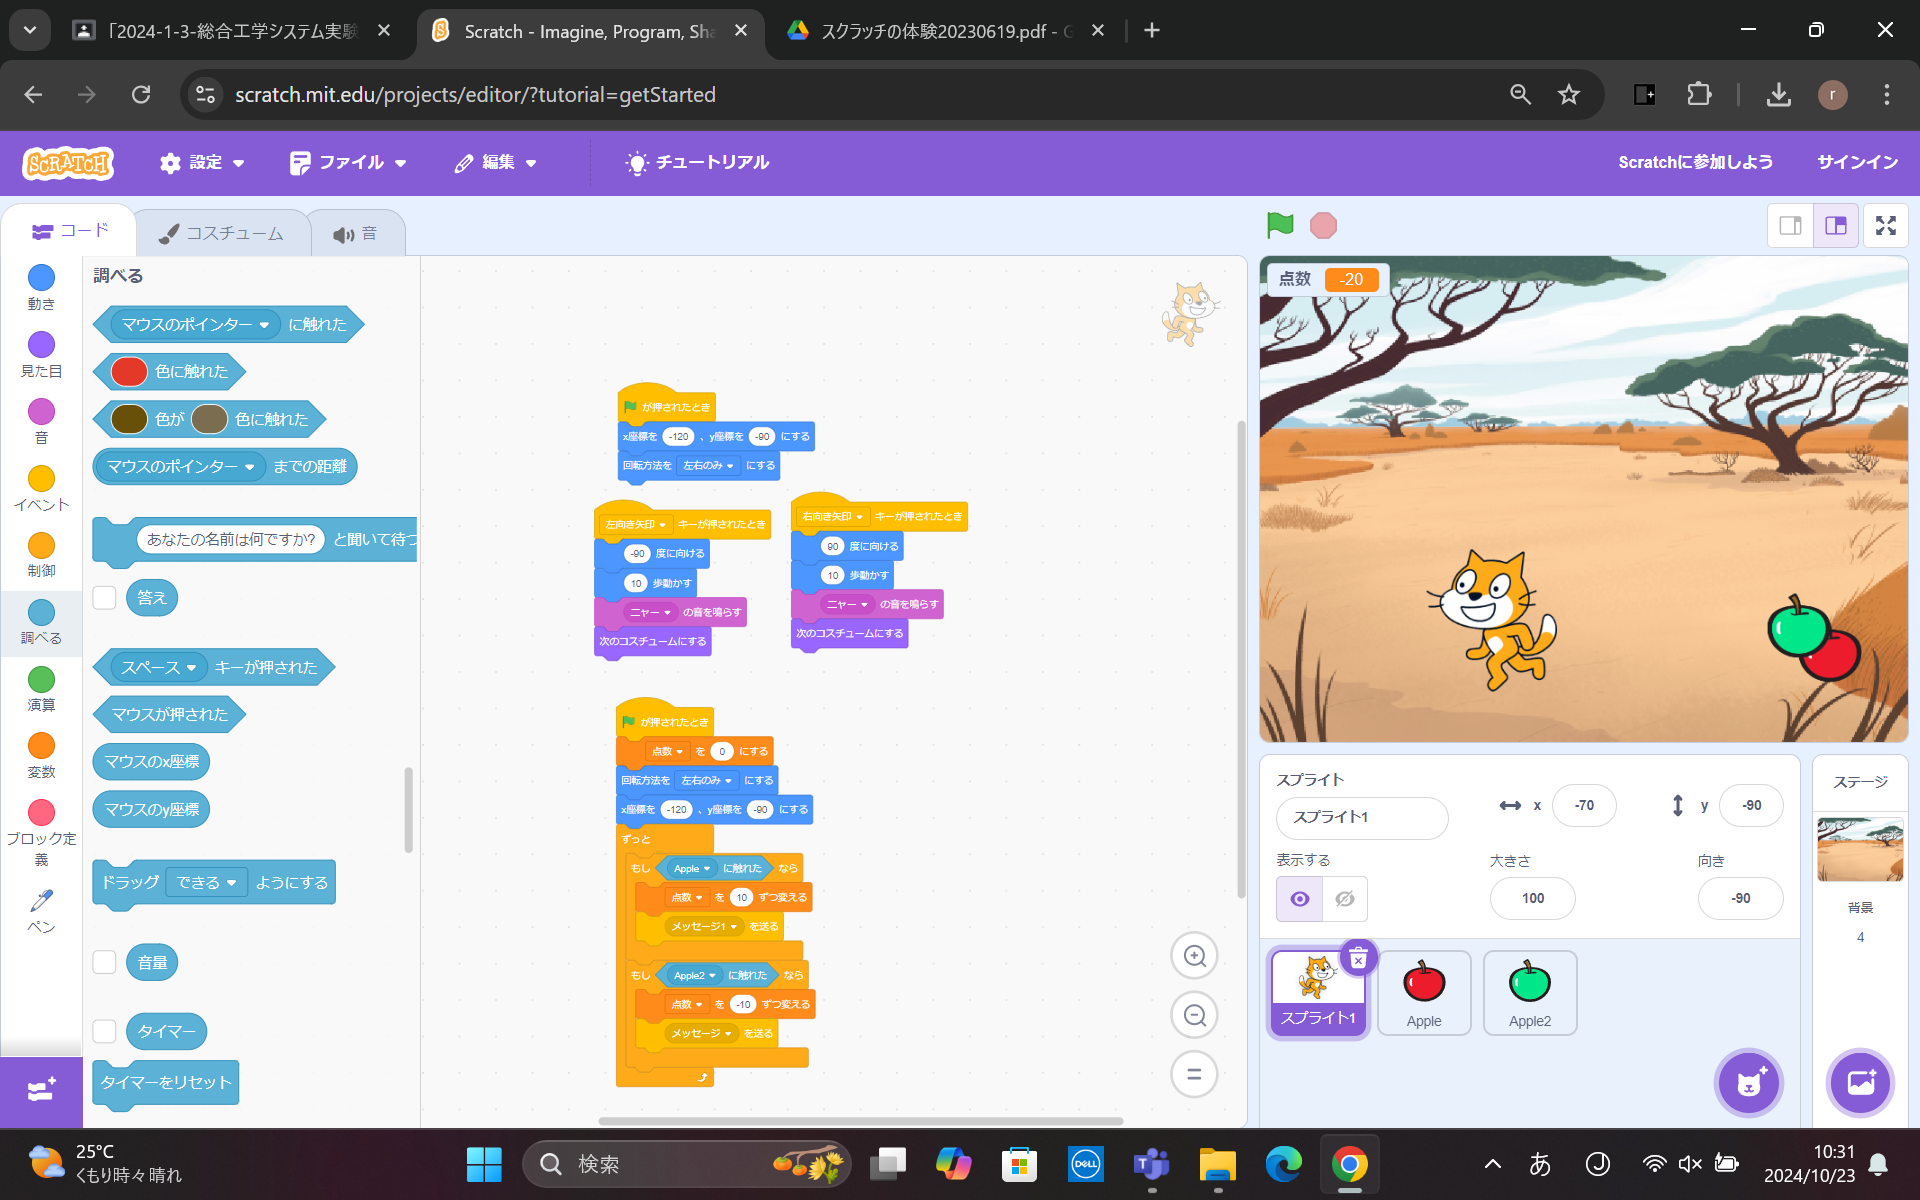 「2024-1-3-総合工学システム実験
Scratch - Imagine, Program, Sha
スクラッチの体験20230619.pdf - G
scratch.mit.edu/projects/editor/?tutorial=getStarted
r
SCRATCH
設定
ファイル
編集
チュートリアル
Scratchに参加しよう
サインイン
コード
コスチューム
音
動き
見た目
音
イベント
制御
調べる
演算
変数
ブロック定
義
ペン
調べる
マウスのポインター に触れた
色に触れた
色が 色に触れた
マウスのポインター までの距離
あなたの名前は何ですか? と聞いて待つ
答え
スペース キーが押された
マウスが押された
マウスのx座標
マウスのy座標
ドラッグ できる ようにする
音量
タイマー
タイマーをリセット
が押されたとき
x座標を -120 、y座標を -90 にする
回転方法を 左右のみ にする
左向き矢印 キーが押されたとき
-90 度に向ける
10 歩動かす
ニャー の音を鳴らす
次のコスチュームにする
右向き矢印 キーが押されたとき
90 度に向ける
10 歩動かす
ニャー の音を鳴らす
次のコスチュームにする
が押されたとき
点数 を 0 にする
回転方法を 左右のみ にする
x座標を -120 、y座標を -90 にする
ずっと
もし Apple に触れた なら
点数 を 10 ずつ変える
メッセージ1 を送る
もし Apple2 に触れた なら
点数 を -10 ずつ変える
メッセージ を送る
点数 -20
スプライト
スプライト1
x -70
y -90
表示する
大きさ
100
向き
-90
スプライト1
Apple
Apple2
ステージ
背景
4
25°C
くもり時々晴れ
検索
DELL
T
あ
J
10:31
2024/10/23